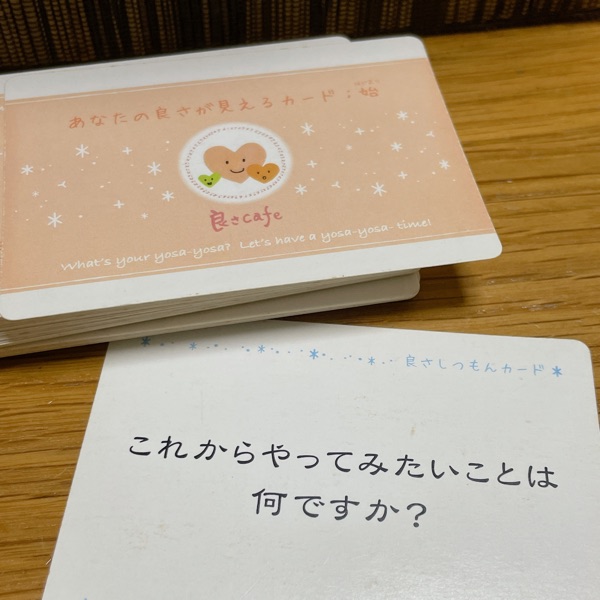 あなたの良さが見えるカード：始
良さcafe
What's your yosa-yosa? Let's have a yosa-yosa- time!
良さしつもんカード
これからやってみたいことは
何ですか？